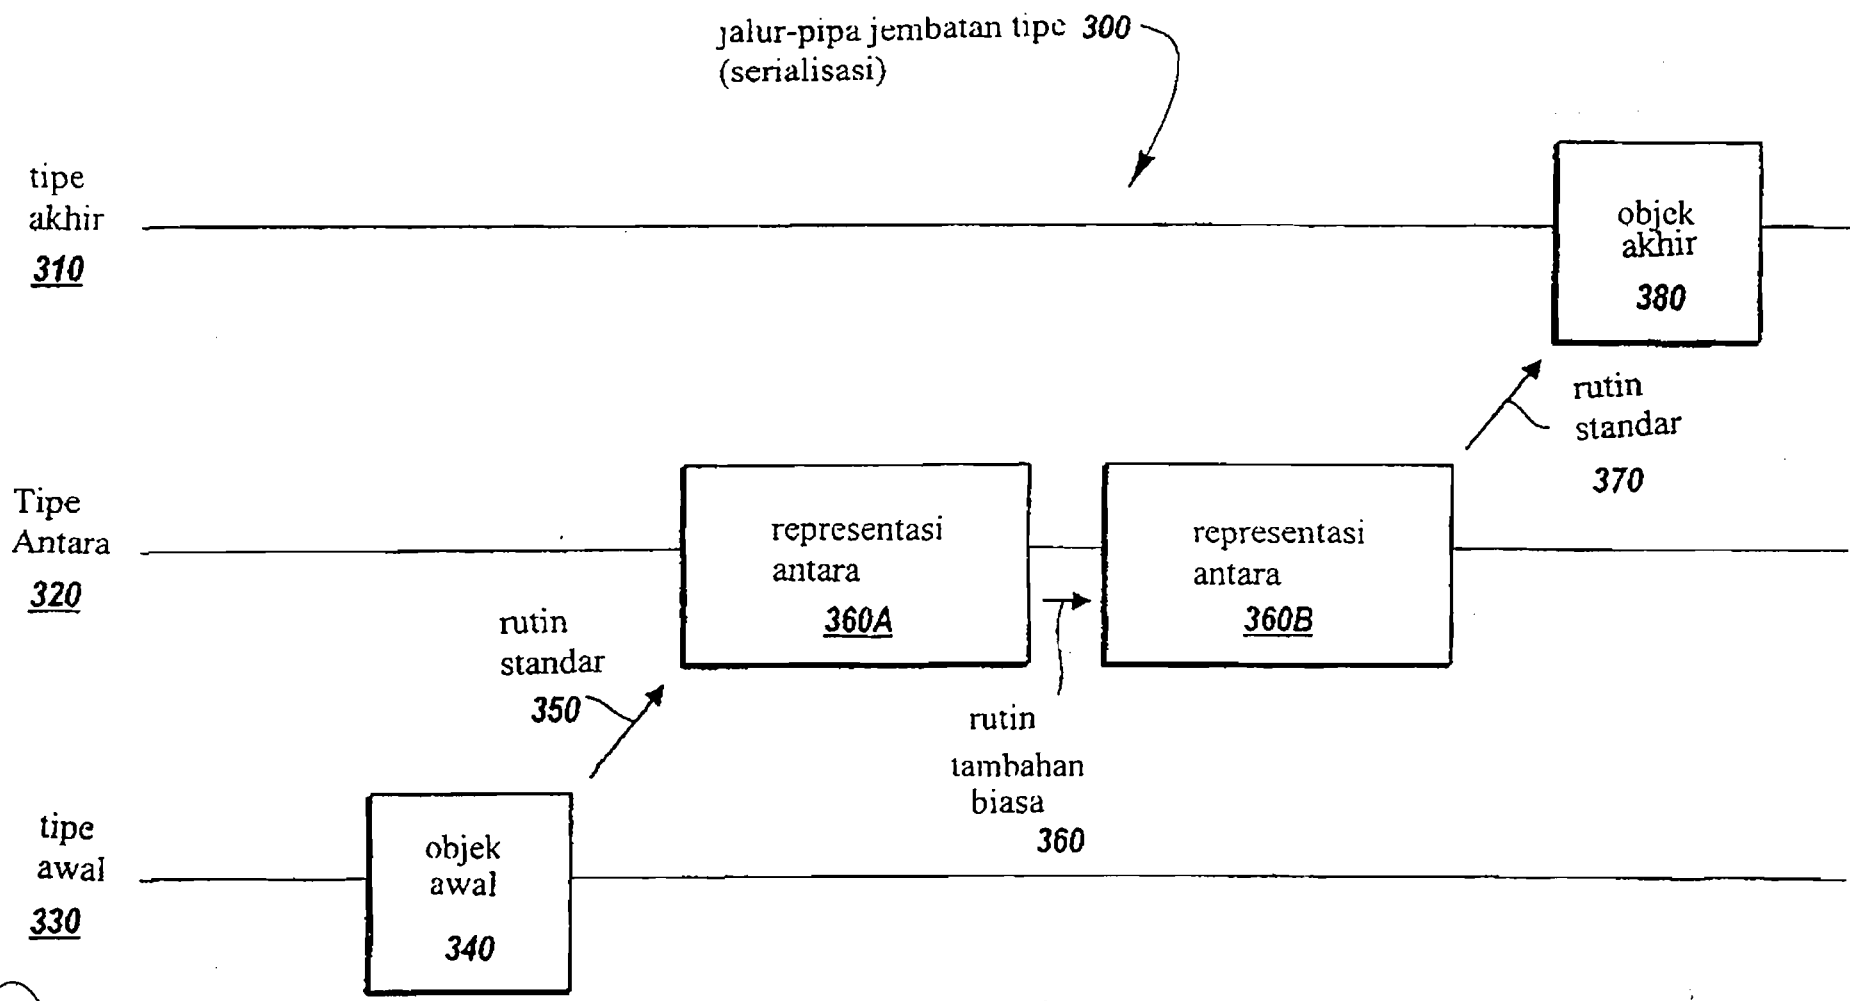 jalur-pipa jembatan tipe 300
(serialisasi)
tipe
akhir
310
objek
akhir
380
rutin
standar
370
Tipe
Antara
320
representasi
antara
360A
representasi
antara
360B
rutin
standar
350
rutin
tambahan
biasa
360
tipe
awal
330
objek
awal
340